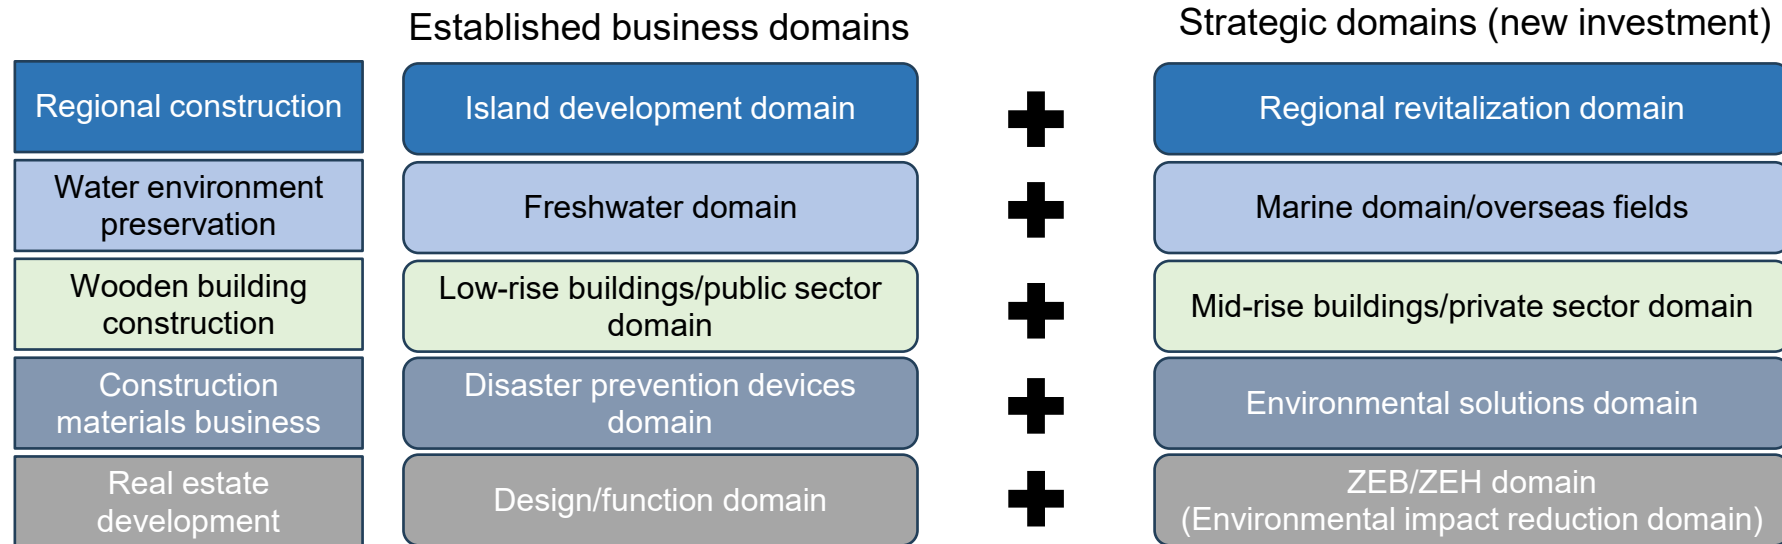 Established business domains
Strategic domains (new investment)
Regional construction
Island development domain
Regional revitalization domain
Water environment
preservation
Freshwater domain
Marine domain/overseas fields
Wooden building
construction
Low-rise buildings/public sector
domain
Mid-rise buildings/private sector domain
Construction
materials business
Disaster prevention devices
domain
Environmental solutions domain
Real estate
development
Design/function domain
ZEB/ZEH domain
(Environmental impact reduction domain)